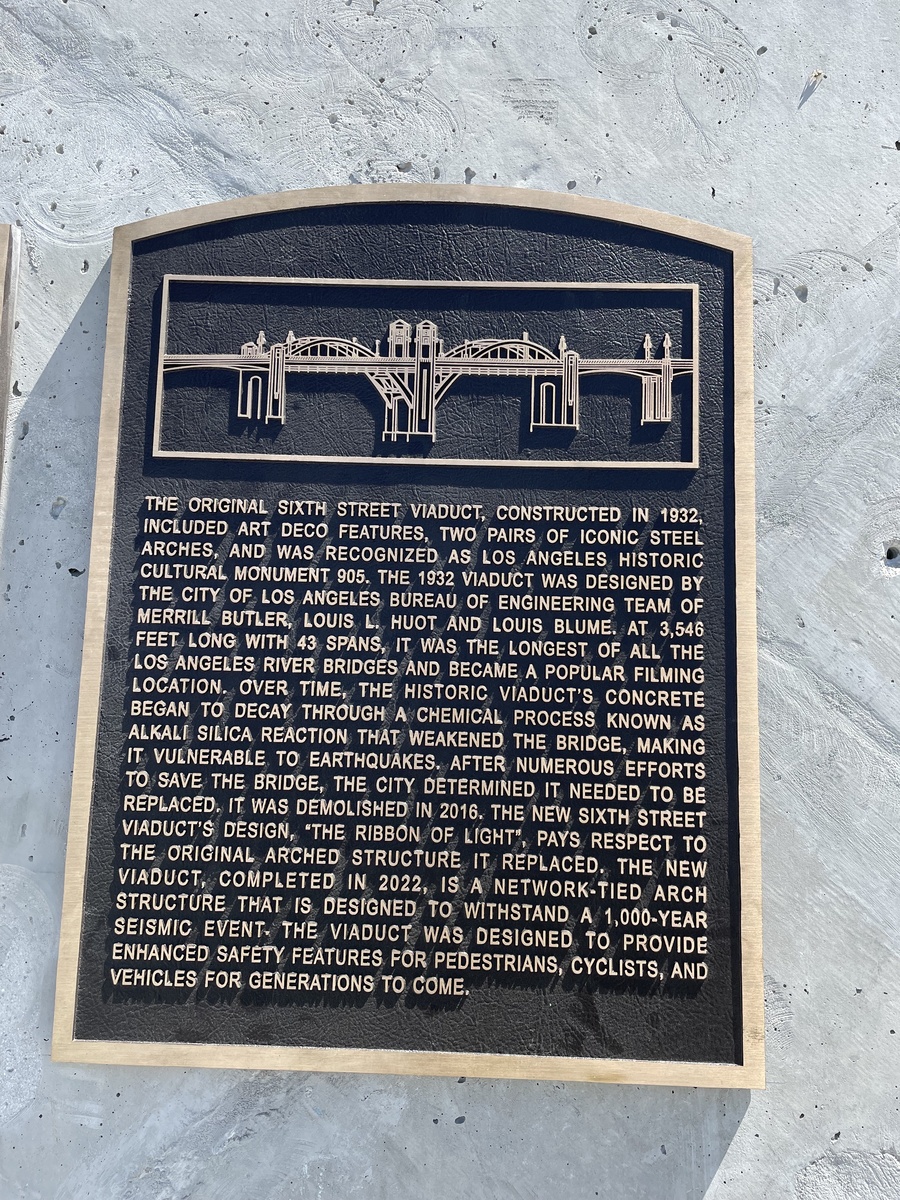 THE ORIGINAL SIXTH STREET VIADUCT, CONSTRUCTED IN 1932,
INCLUDED ART DECO FEATURES, TWO PAIRS OF ICONIC STEEL
ARCHES, AND WAS RECOGNIZED AS LOS ANGELES HISTORIC
CULTURAL MONUMENT 905. THE 1932 VIADUCT WAS DESIGNED BY
THE CITY OF LOS ANGELES BUREAU OF ENGINEERING TEAM OF
MERRILL BUTLER, LOUIS L. HUOT AND LOUIS BLUME. AT 3,546
FEET LONG WITH 43 SPANS, IT WAS THE LONGEST OF ALL THE
LOS ANGELES RIVER BRIDGES AND BECAME A POPULAR FILMING
LOCATION. OVER TIME, THE HISTORIC VIADUCT'S CONCRETE
BEGAN TO DECAY THROUGH A CHEMICAL PROCESS KNOWN AS
ALKALI SILICA REACTION THAT WEAKENED THE BRIDGE, MAKING
IT VULNERABLE TO EARTHQUAKES. AFTER NUMEROUS EFFORTS
TO SAVE THE BRIDGE, THE CITY DETERMINED IT NEEDED TO BE
REPLACED. IT WAS DEMOLISHED IN 2016. THE NEW SIXTH STREET
VIADUCT'S DESIGN, "THE RIBBON OF LIGHT", PAYS RESPECT TO
THE ORIGINAL ARCHED STRUCTURE IT REPLACED. THE NEW
VIADUCT, COMPLETED IN 2022, IS A NETWORK-TIED ARCH
STRUCTURE THAT IS DESIGNED TO WITHSTAND A 1,000-YEAR
SEISMIC EVENT. THE VIADUCT WAS DESIGNED TO PROVIDE
ENHANCED SAFETY FEATURES FOR PEDESTRIANS, CYCLISTS, AND
VEHICLES FOR GENERATIONS TO COME.